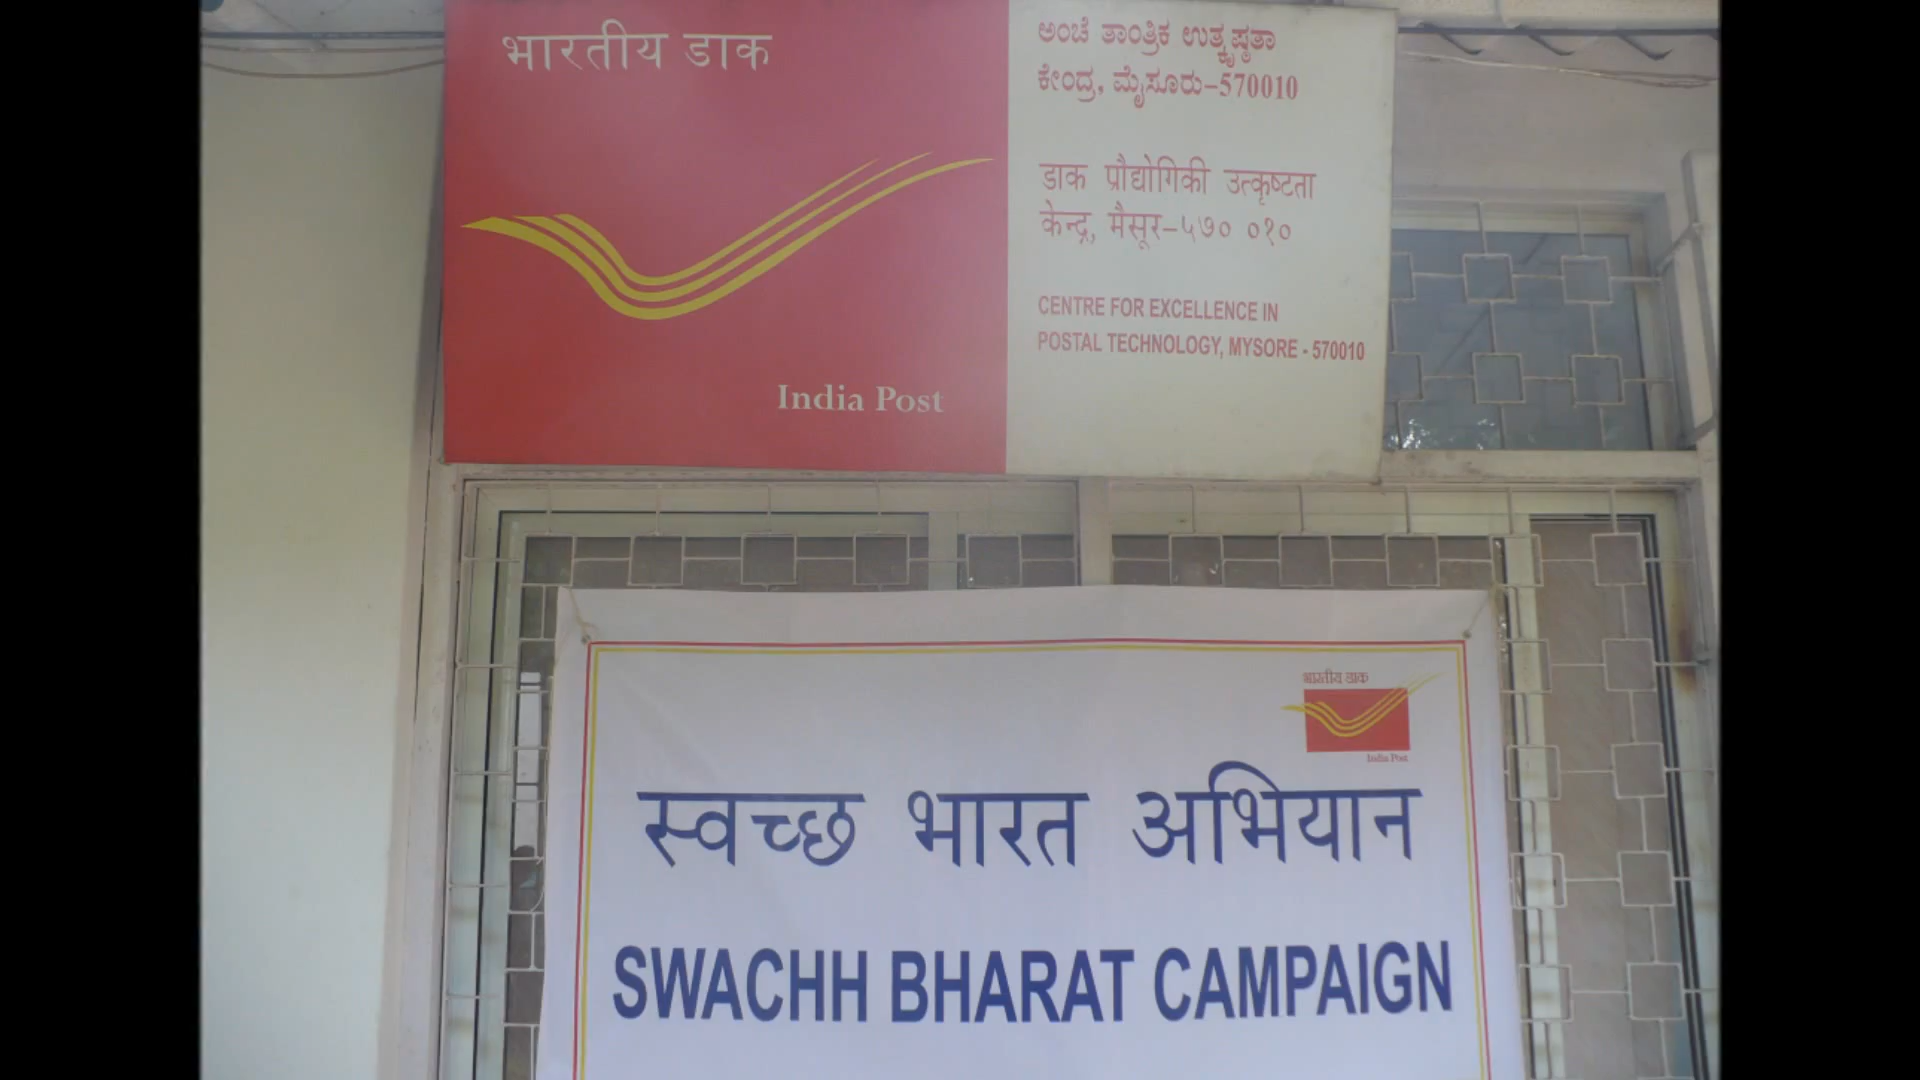 भारतीय डाक
India Post
ಅಂಚೆ ತಾಂತ್ರಿಕ ಉತ್ಕೃಷ್ಠತಾ
ಕೇಂದ್ರ, ಮೈಸೂರು-570010
डाक प्रौद्योगिकी उत्कृष्टता
केन्द्र, मैसूर-५७० ०१०
CENTRE FOR EXCELLENCE IN
POSTAL TECHNOLOGY, MYSORE - 570010
भारतीय डाक
India Post
स्वच्छ भारत अभियान
SWACHH BHARAT CAMPAIGN